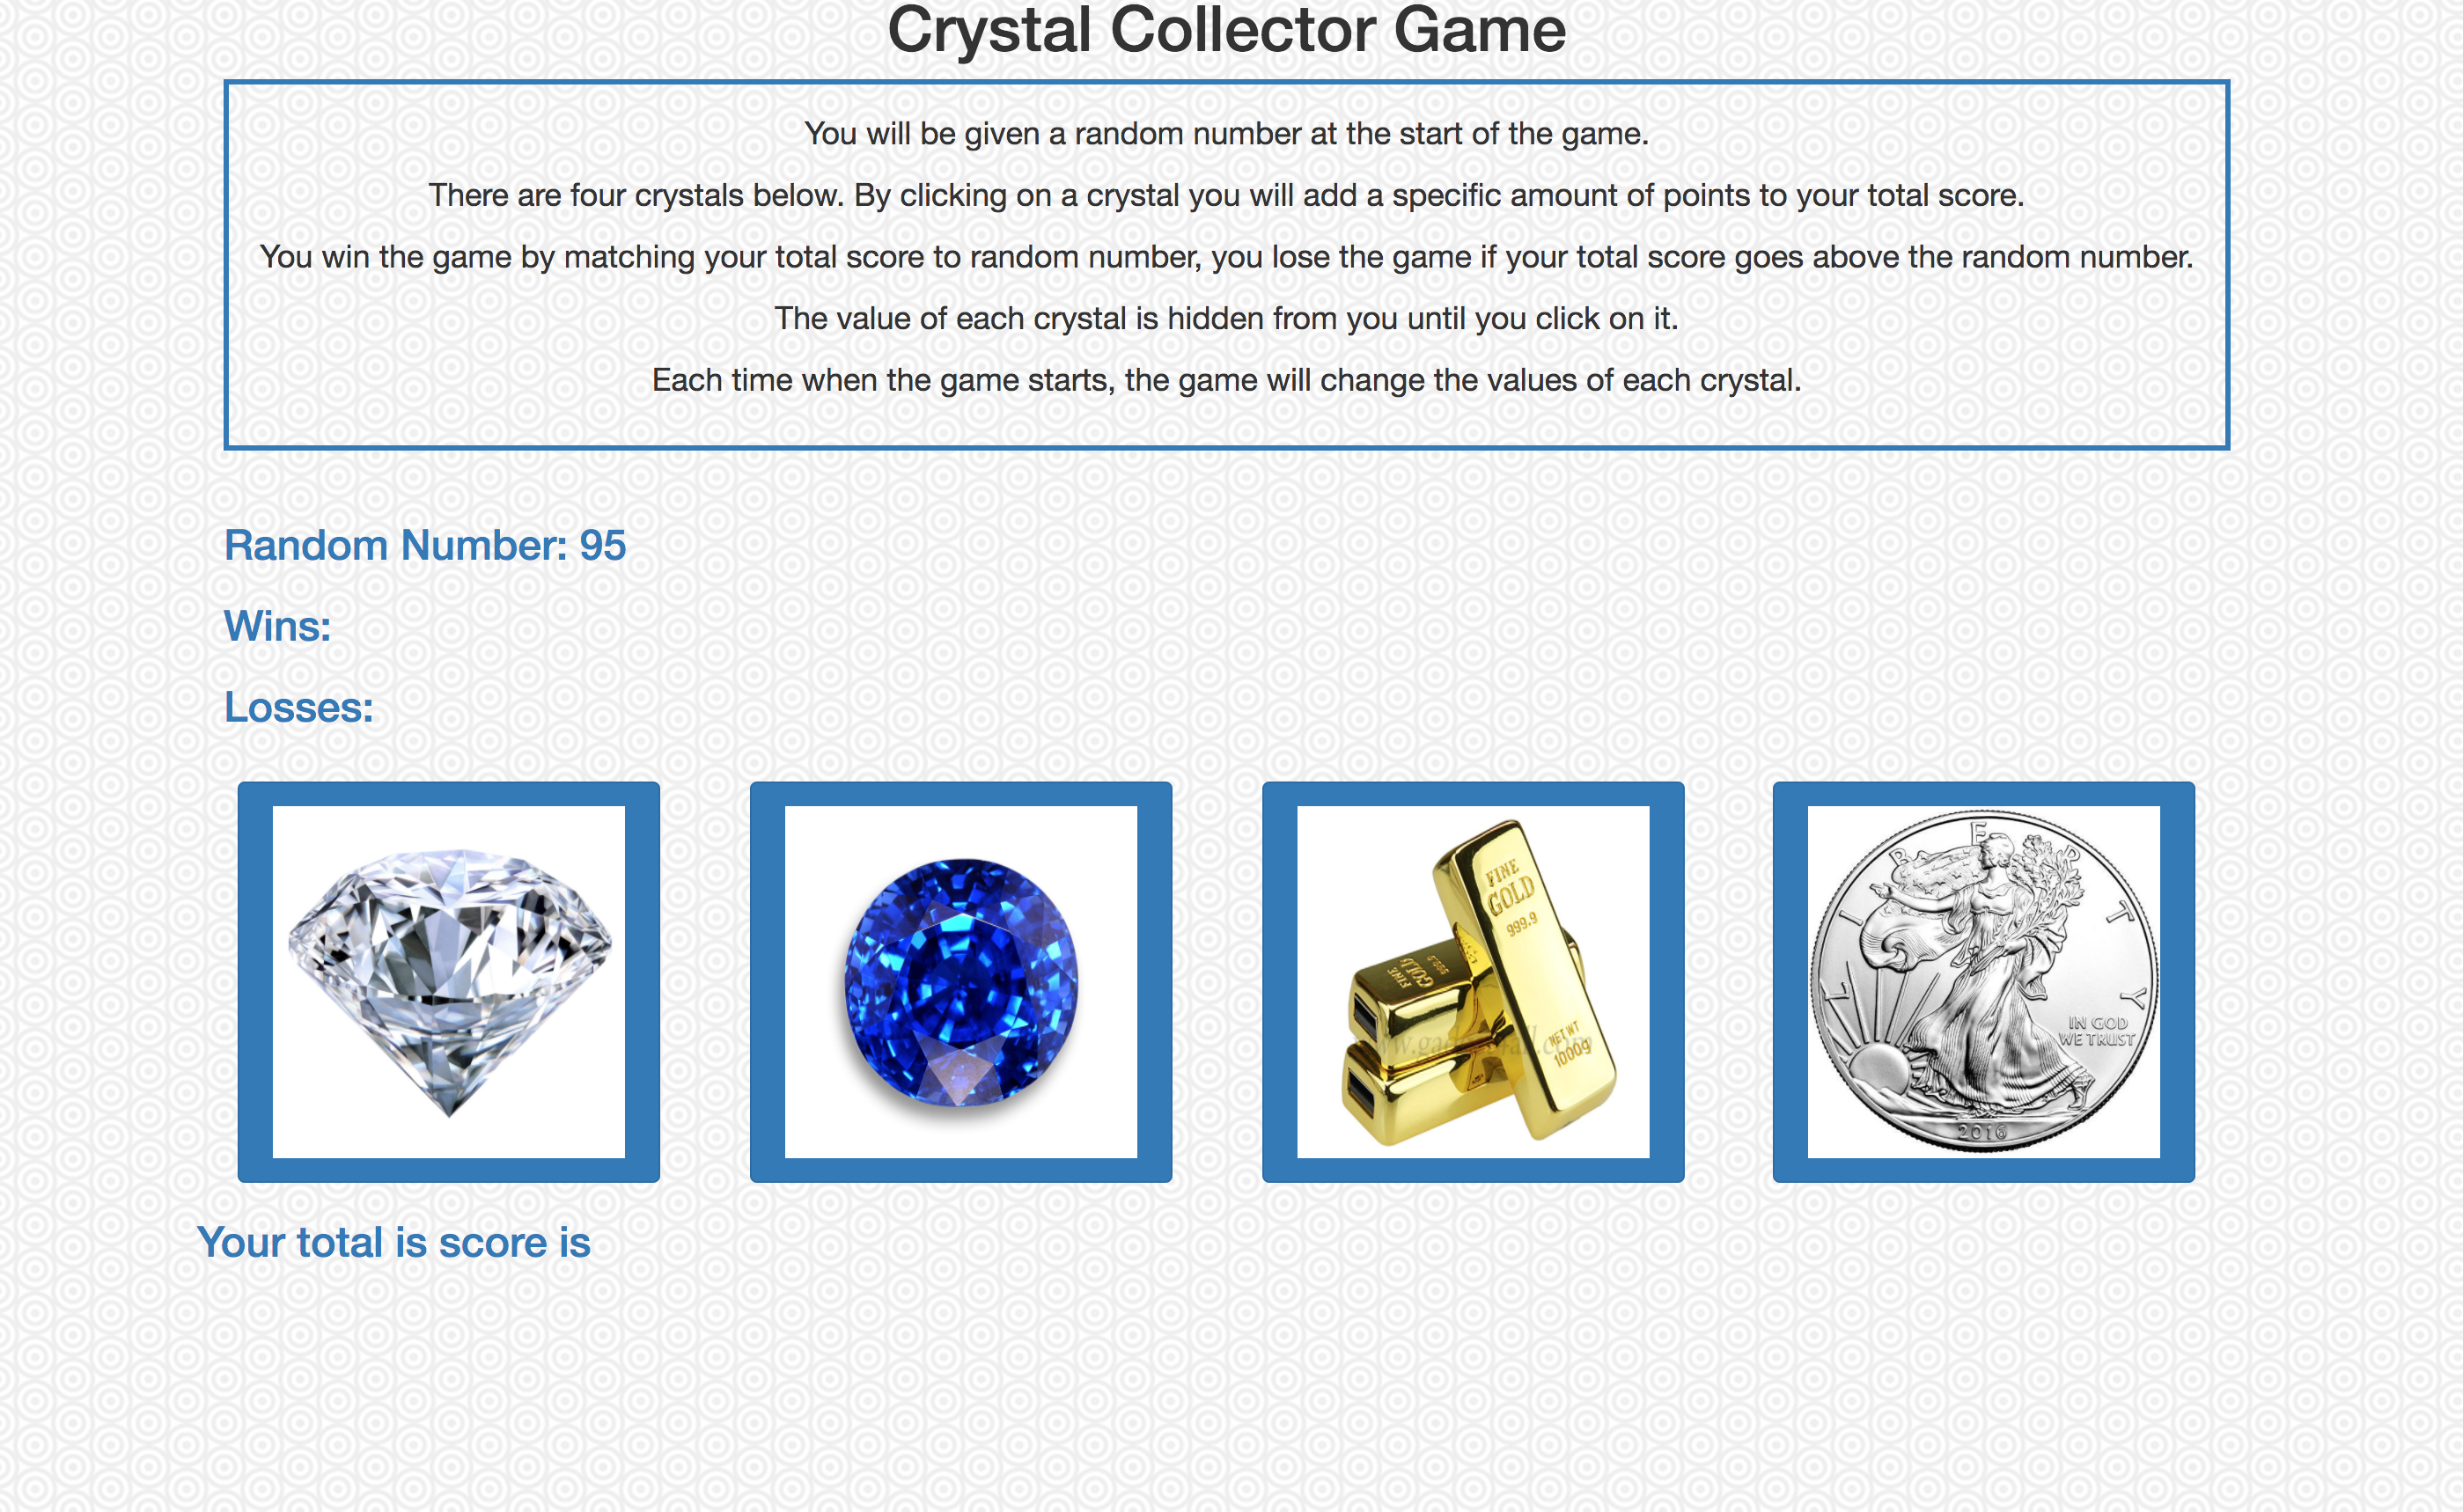 Crystal Collector Game
You will be given a random number at the start of the game.
There are four crystals below. By clicking on a crystal you will add a specific amount of points to your total score.
You win the game by matching your total score to random number, you lose the game if your total score goes above the random number.
The value of each crystal is hidden from you until you click on it.
Each time when the game starts, the game will change the values of each crystal.
Random Number: 95
Wins:
Losses:
FINE
GOLD
999.9
FINE
GOLD
NET WT
1000g
LIBERTY
IN GOD
WE TRUST
2016
Your total is score is